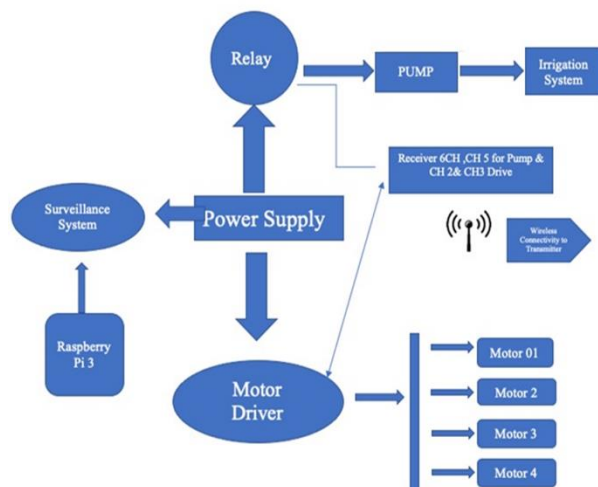 Relay
PUMP
Irrigation
System
Receiver 6CH ,CH 5 for Pump &
CH 2& CH3 Drive
Surveillance
System
Power Supply
Wireless
Connectivity to
Transmitter
Raspberry
Pi 3
Motor
Driver
Motor 01
Motor 2
Motor 3
Motor 4